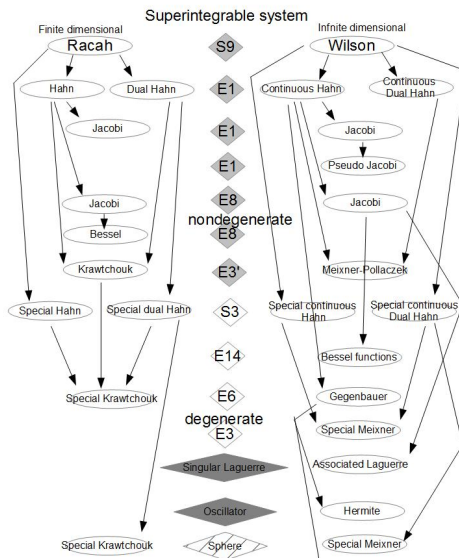 Superintegrable system
Finite dimensional
Infnite dimensional
Racah
S9
Wilson
Hahn
Dual Hahn
E1
Continuous Hahn
Continuous
Dual Hahn
Jacobi
E1
Jacobi
E1
Pseudo Jacobi
Jacobi
E8
Jacobi
nondegenerate
Bessel
E8
Krawtchouk
E3'
Meixner-Pollaczek
Special Hahn
Special dual Hahn
S3
Special continuous
Hahn
Special continuous
Dual Hahn
E14
Bessel functions
Special Krawtchouk
E6
Gegenbauer
degenerate
E3
Special Meixner
Singular Laguerre
Associated Laguerre
Oscillator
Hermite
Special Krawtchouk
Sphere
Special Meixner